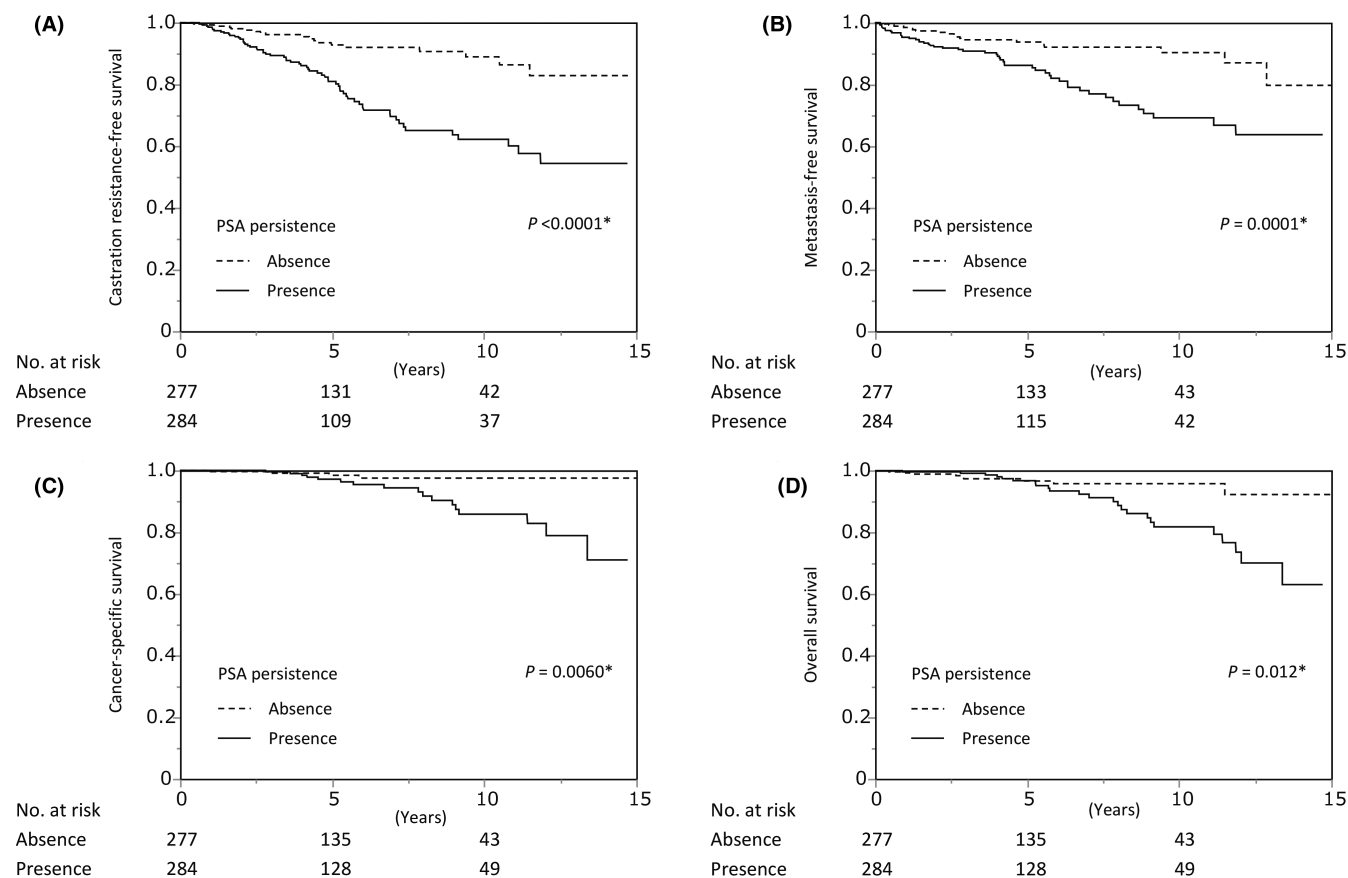 (A)
Castration resistance-free survival
1.0
0.8
0.6
0.4
0.2
0
PSA persistence
P <0.0001*
Absence
Presence
0 5 10 15
(Years)
No. at risk
Absence 277 131 42
Presence 284 109 37
(B)
Metastasis-free survival
1.0
0.8
0.6
0.4
0.2
0
PSA persistence
P = 0.0001*
Absence
Presence
0 5 10 15
(Years)
No. at risk
Absence 277 133 43
Presence 284 115 42
(C)
Cancer-specific survival
1.0
0.8
0.6
0.4
0.2
0
PSA persistence
P = 0.0060*
Absence
Presence
0 5 10 15
(Years)
No. at risk
Absence 277 135 43
Presence 284 128 49
(D)
Overall survival
1.0
0.8
0.6
0.4
0.2
0
PSA persistence
P = 0.012*
Absence
Presence
0 5 10 15
(Years)
No. at risk
Absence 277 135 43
Presence 284 128 49